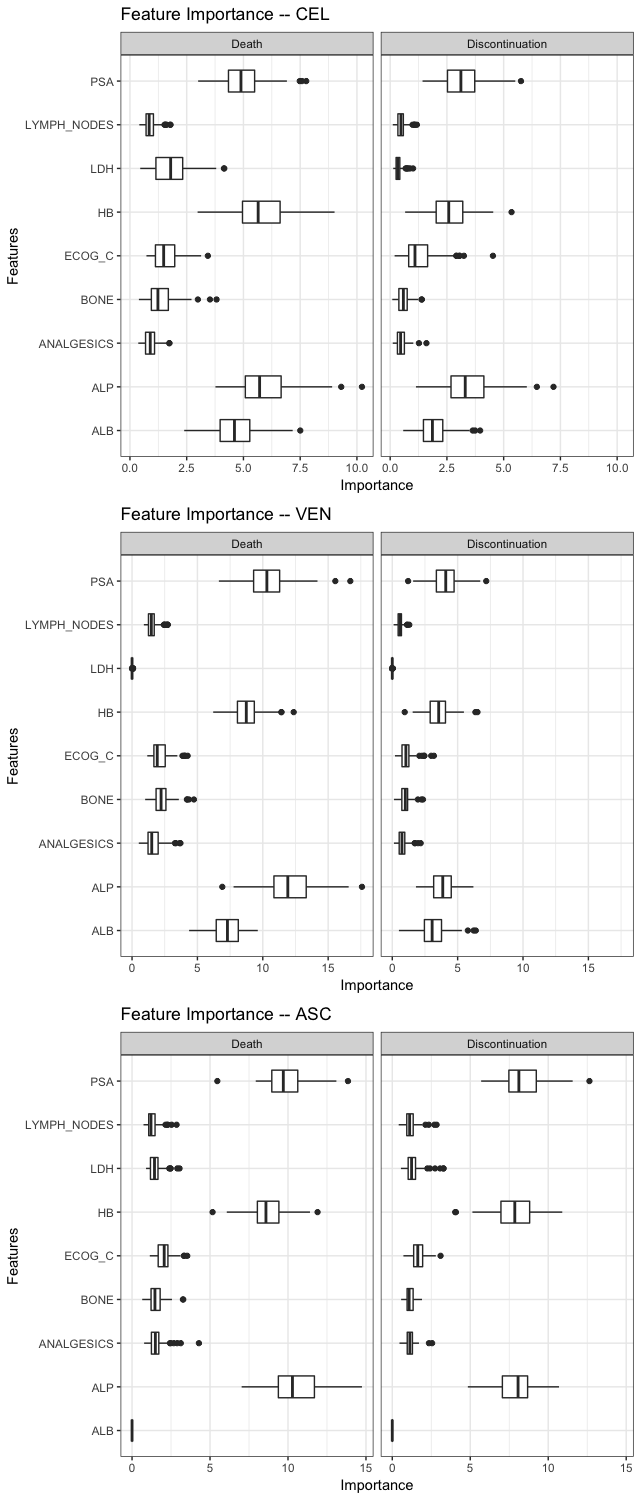 Feature Importance -- CEL
Death Discontinuation
PSA
LYMPH_NODES
LDH
HB
ECOG_C
BONE
ANALGESICS
ALP
ALB
Features
0.0 2.5 5.0 7.5 10.0 0.0 2.5 5.0 7.5 10.0
Importance
Feature Importance -- VEN
Death Discontinuation
PSA
LYMPH_NODES
LDH
HB
ECOG_C
BONE
ANALGESICS
ALP
ALB
Features
0 5 10 15 0 5 10 15
Importance
Feature Importance -- ASC
Death Discontinuation
PSA
LYMPH_NODES
LDH
HB
ECOG_C
BONE
ANALGESICS
ALP
ALB
Features
0 5 10 15 0 5 10 15
Importance